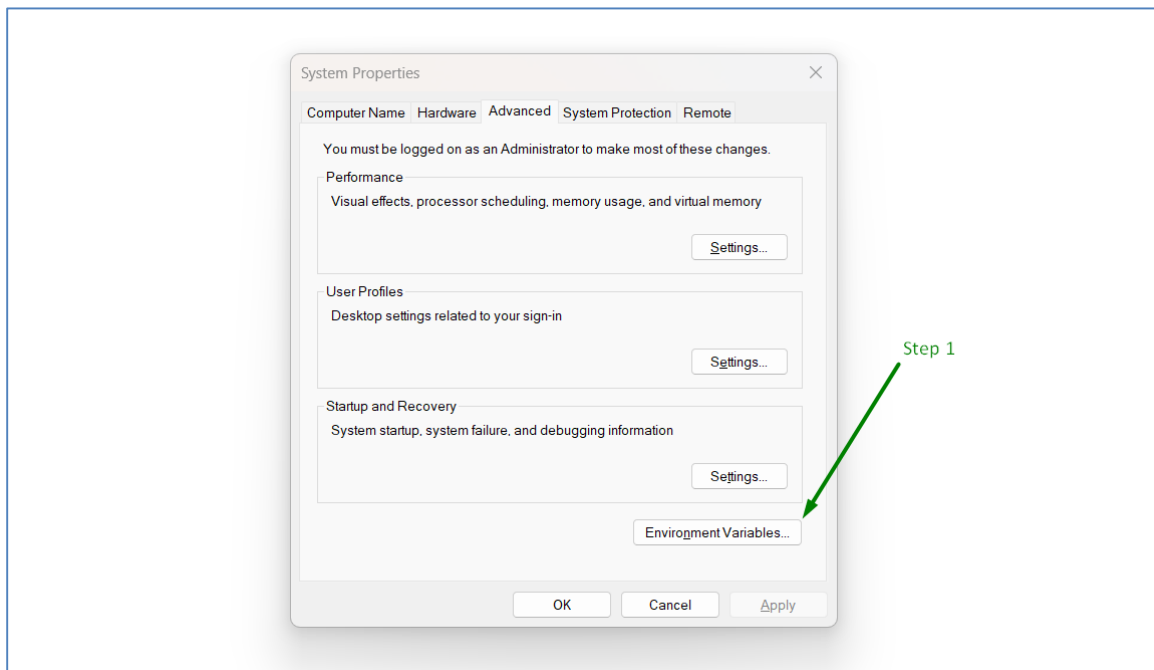 System Properties
Computer Name Hardware Advanced System Protection Remote
You must be logged on as an Administrator to make most of these changes.
Performance
Visual effects, processor scheduling, memory usage, and virtual memory
Settings...
User Profiles
Desktop settings related to your sign-in
Settings...
Step 1
Startup and Recovery
System startup, system failure, and debugging information
Settings...
Environment Variables...
OK Cancel Apply